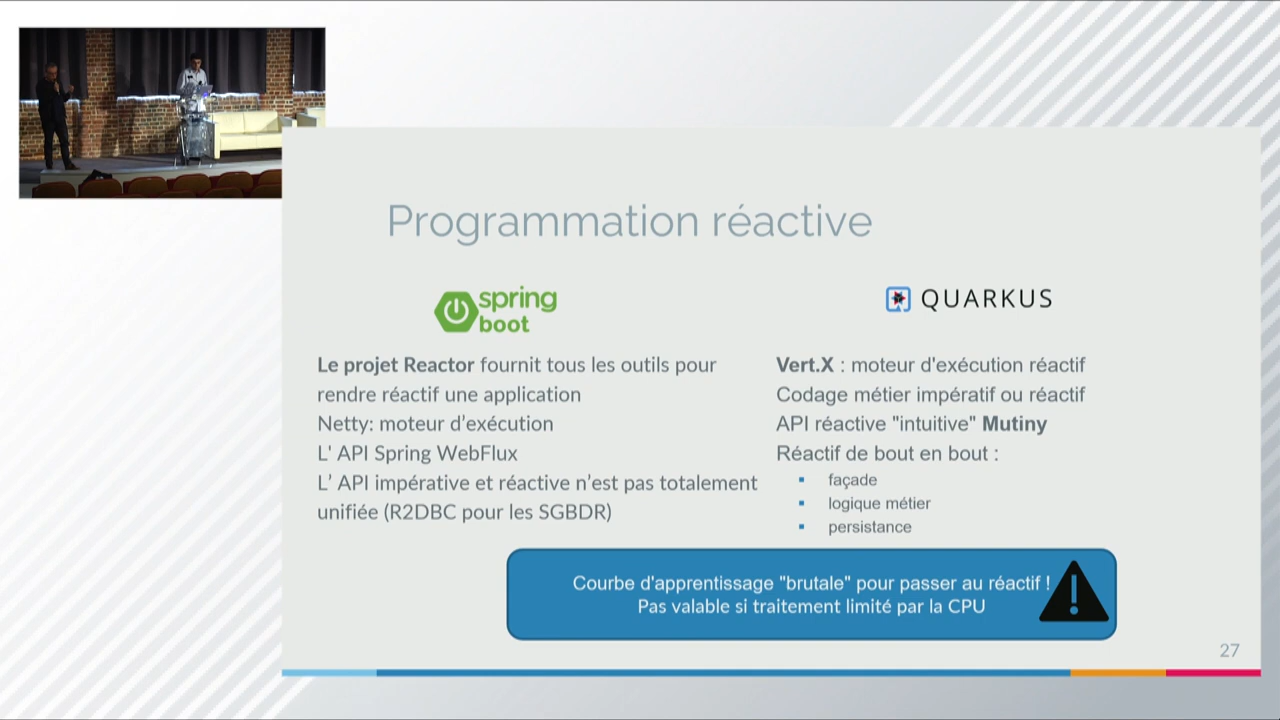 Programmation réactive
spring
boot
QUARKUS
Le projet Reactor fournit tous les outils pour
rendre réactif une application
Netty: moteur d’exécution
L' API Spring WebFlux
L’ API impérative et réactive n’est pas totalement
unifiée (R2DBC pour les SGBDR)
Vert.X : moteur d'exécution réactif
Codage métier impératif ou réactif
API réactive "intuitive" Mutiny
Réactif de bout en bout :
façade
logique métier
persistance
Courbe d'apprentissage "brutale" pour passer au réactif !
Pas valable si traitement limité par la CPU
27